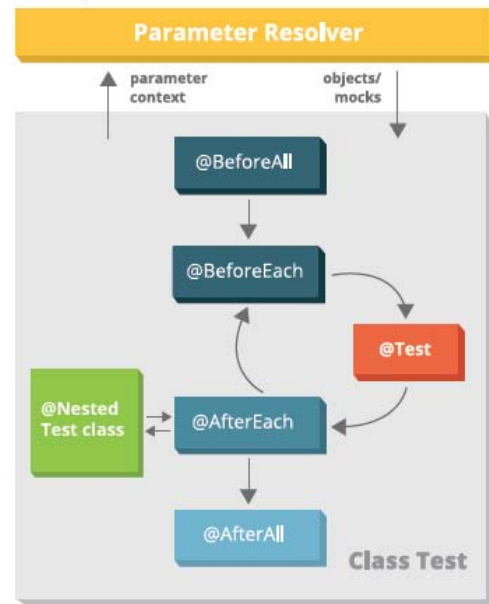 Parameter Resolver
parameter
context
objects/
mocks
@BeforeAll
@BeforeEach
@Test
@Nested
Test class
@AfterEach
@AfterAll
Class Test